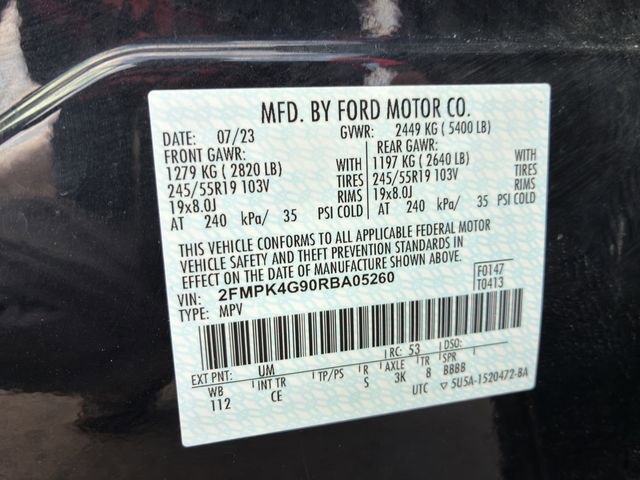 MFD. BY FORD MOTOR CO.
DATE: 07/23 GVWR: 2449 KG ( 5400 LB)
FRONT GAWR: REAR GAWR:
1279 KG ( 2820 LB) WITH 1197 KG ( 2640 LB) WITH
245/55R19 103V TIRES 245/55R19 103V TIRES
19x8.0J RIMS 19x8.0J RIMS
AT 240 kPa/ 35 PSI COLD AT 240 kPa/ 35 PSI COLD
THIS VEHICLE CONFORMS TO ALL APPLICABLE FEDERAL MOTOR
VEHICLE SAFETY AND THEFT PREVENTION STANDARDS IN
EFFECT ON THE DATE OF MANUFACTURE SHOWN ABOVE.
VIN: 2FMPK4G90RBA05260 F0147
TYPE: MPV T0413
EXT PNT: UM RC: 53 DSO:
WB INT TR TP/PS R AXLE TR SPR
112 CE S 3K 8 BBBB
UTC ▽ 5U5A-1520472-BA